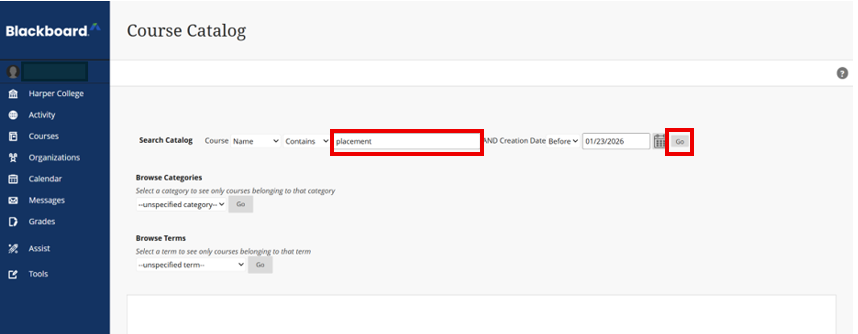 Blackboard
Course Catalog
Harper College
Activity
Courses
Organizations
Calendar
Messages
Grades
Assist
Tools
?
Search Catalog Course Name Contains placement AND Creation Date Before 01/23/2026 Go
Browse Categories
Select a category to see only courses belonging to that category
--unspecified category-- Go
Browse Terms
Select a term to see only courses belonging to that term
--unspecified term-- Go